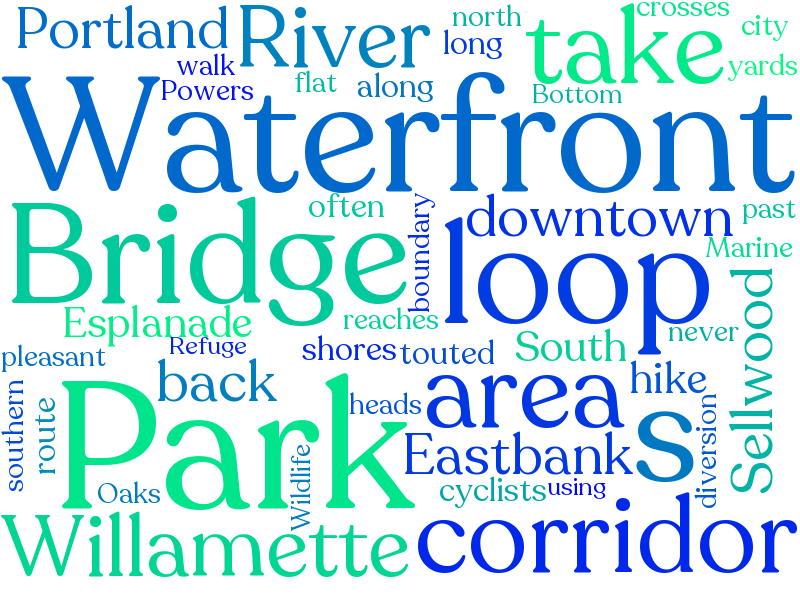 Portland
River
north
long
take
crosses
city
yards
walk
Powers
flat
along
Bottom
Waterfront
Bridge
often
boundary
downtown
past
loop
Marine
Esplanade
reaches
Sellwood
never
pleasant
Refuge
shores
touted
South
back
hike
area
s
southern
route
Park
heads
Eastbank
diversion
Oaks
Wildlife
cyclists
using
Willamette
corridor